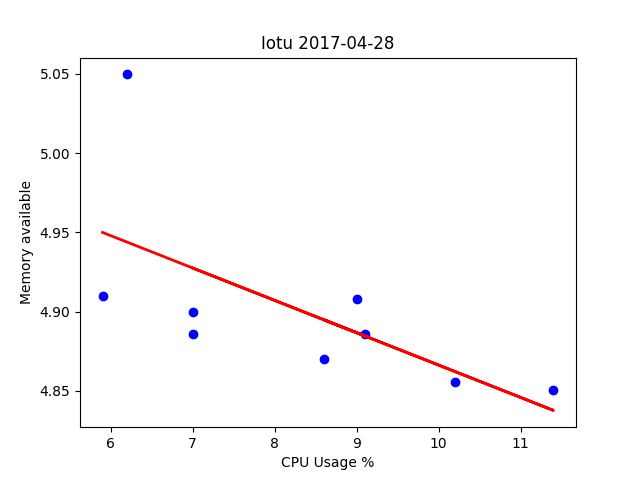 Iotu 2017-04-28
5.05
5.00
4.95
4.90
4.85
Memory available
6 7 8 9 10 11
CPU Usage %